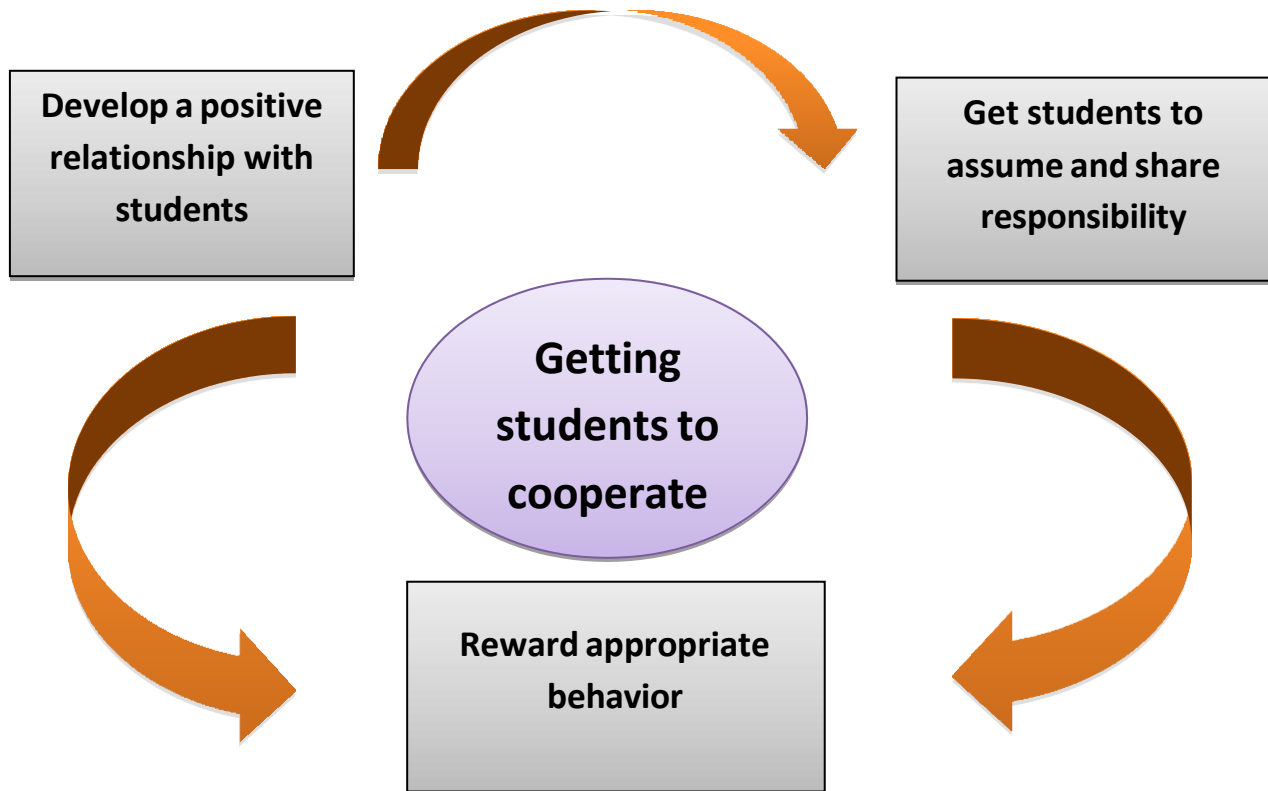 Develop a positive
relationship with
students
Get students to
assume and share
responsibility
Getting
students to
cooperate
Reward appropriate
behavior